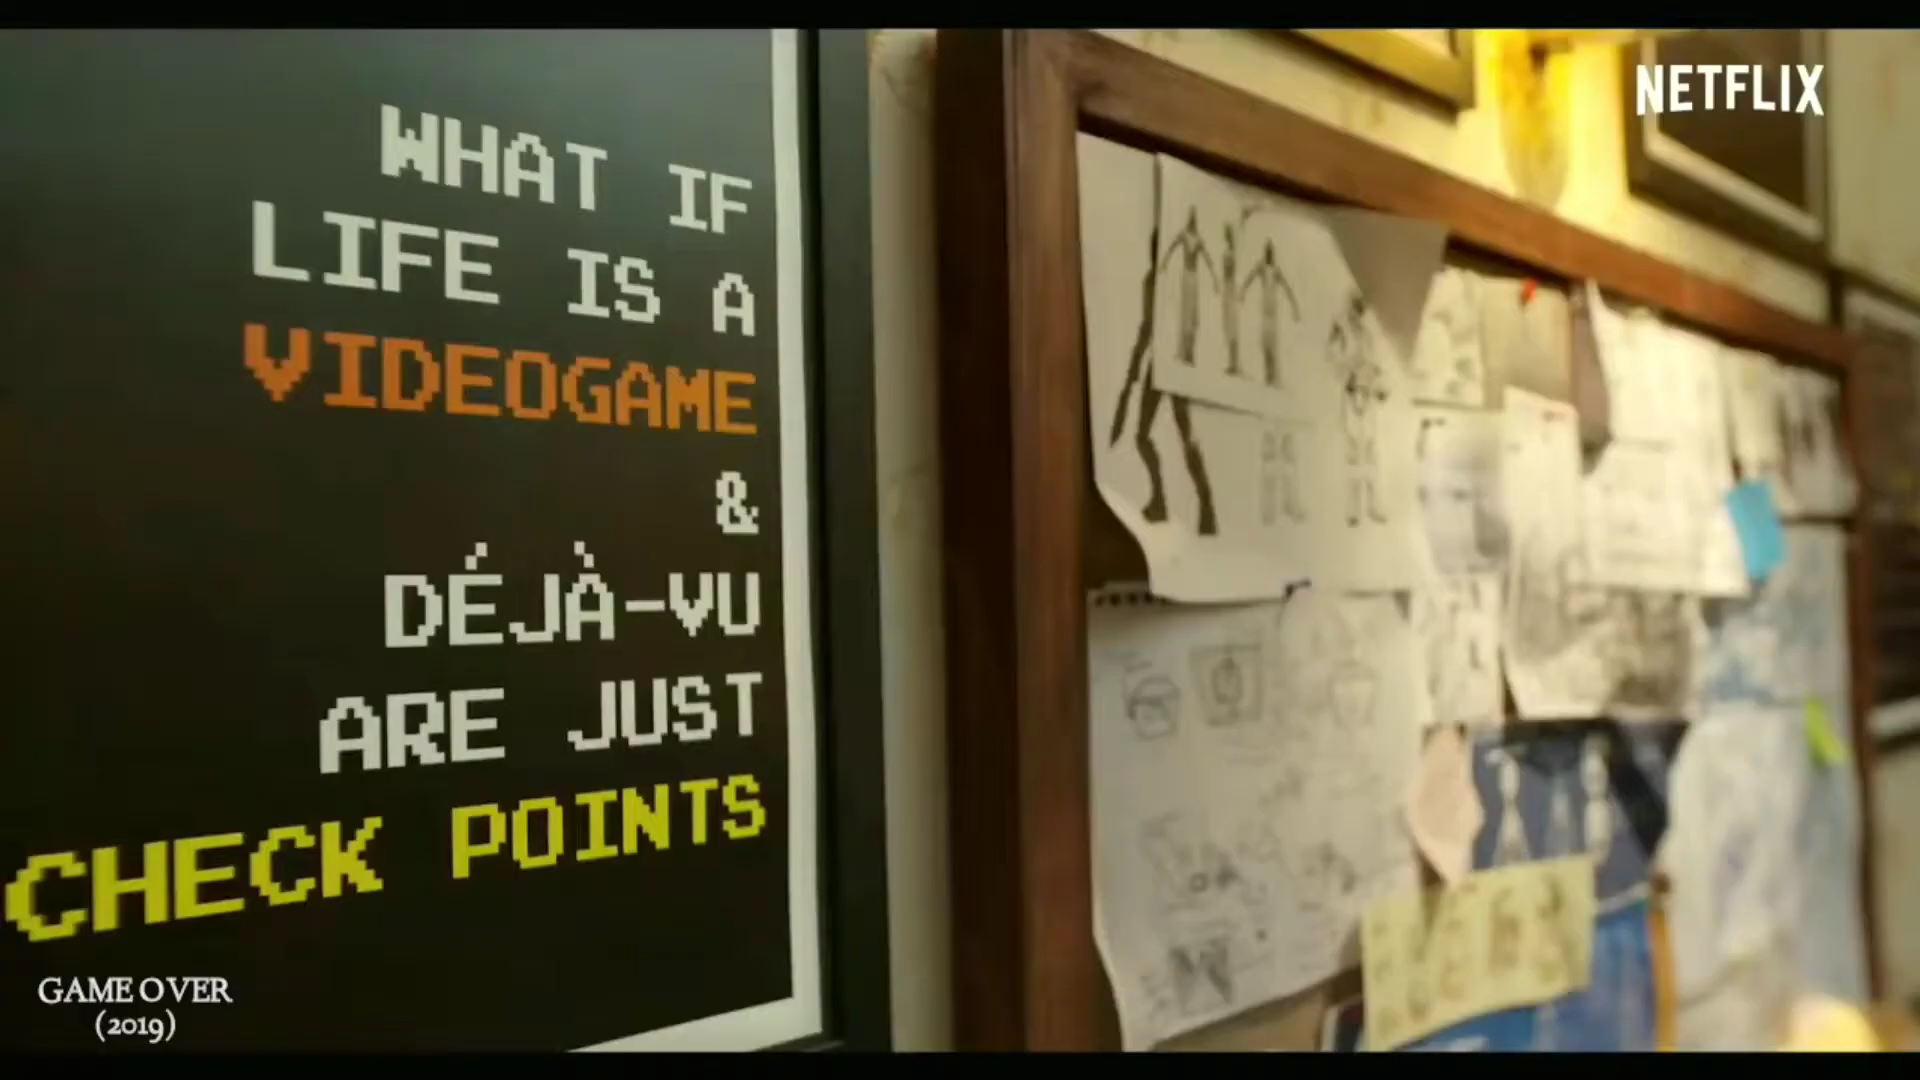 NETFLIX
WHAT IF
LIFE IS A
VIDEOGAME
&
DÉJÀ-VU
ARE JUST
CHECK POINTS
GAME OVER
(2019)